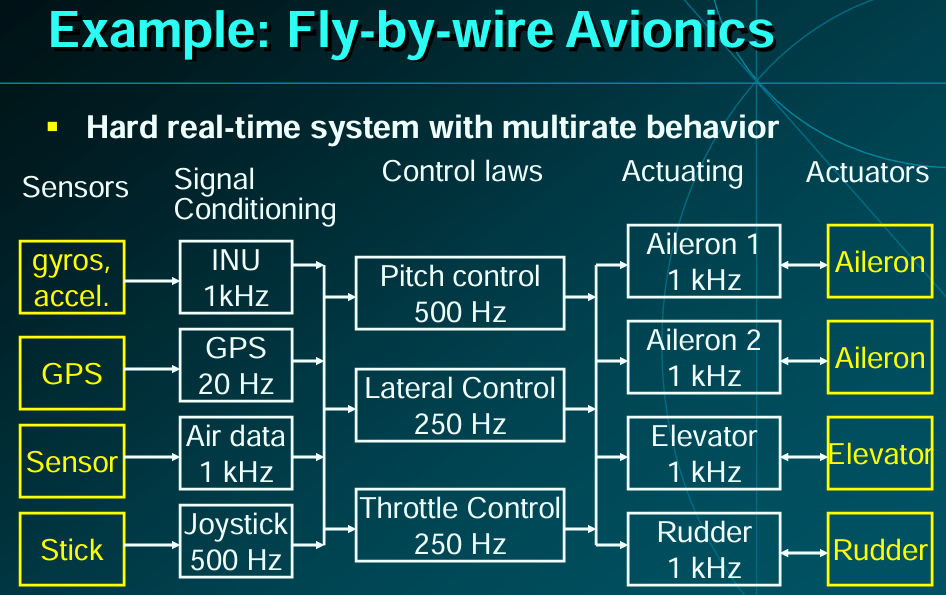 Example: Fly-by-wire Avionics
▪ Hard real-time system with multirate behavior
Sensors
Signal
Conditioning
Control laws
Actuating
Actuators
gyros,
accel.
GPS
Sensor
Stick
INU
1kHz
GPS
20 Hz
Air data
1 kHz
Joystick
500 Hz
Pitch control
500 Hz
Lateral Control
250 Hz
Throttle Control
250 Hz
Aileron 1
1 kHz
Aileron 2
1 kHz
Elevator
1 kHz
Rudder
1 kHz
Aileron
Aileron
Elevator
Rudder